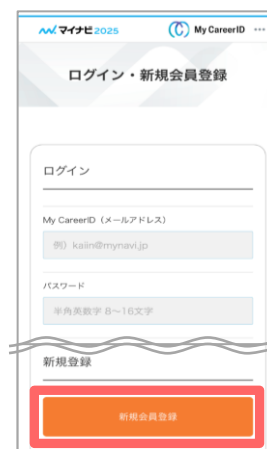 マイナビ2025 My CareerID
ログイン・新規会員登録
ログイン
My CareerID（メールアドレス）
例）kaiin@mynavi.jp
パスワード
半角英数字 8〜16文字
新規登録
新規会員登録